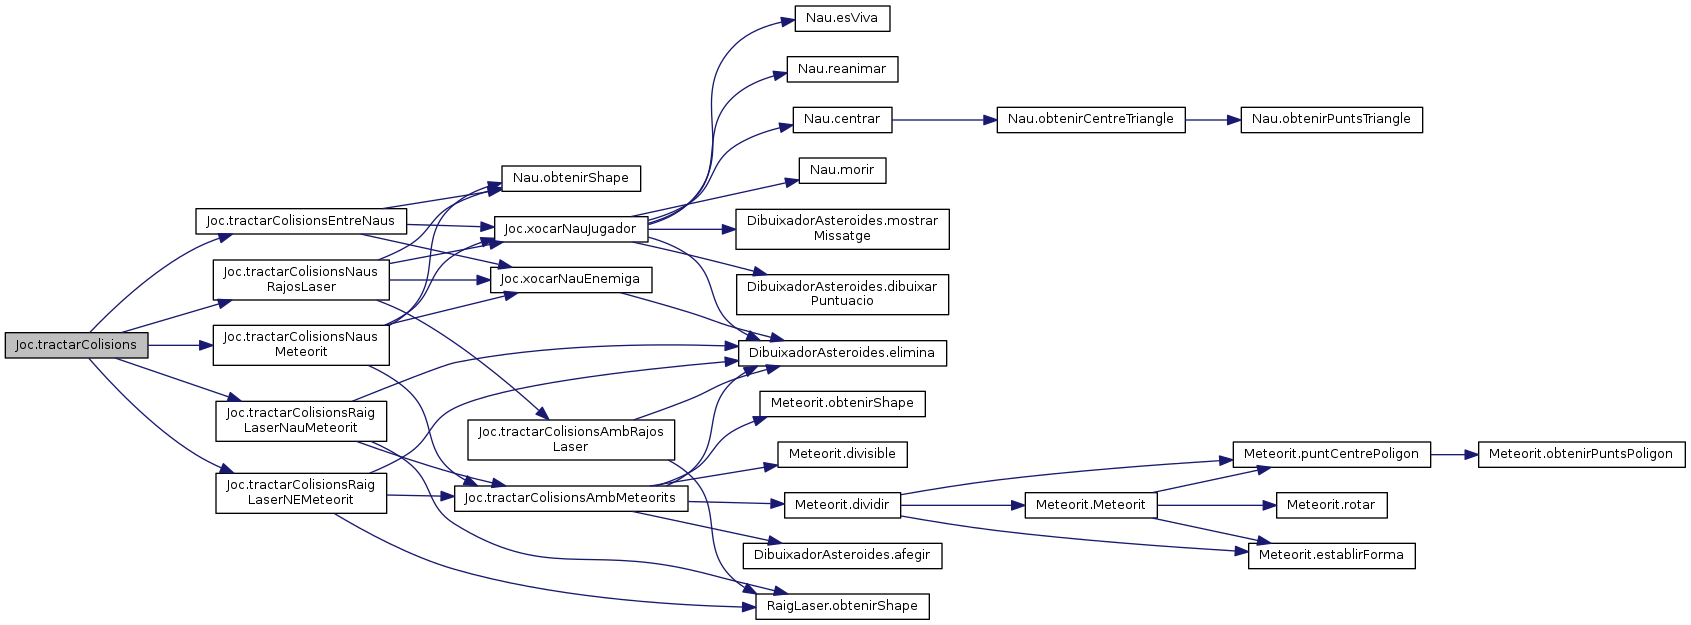 Joc.tractarColisions
Joc.tractarColisionsEntreNaus
Joc.tractarColisionsNaus
RajosLaser
Joc.tractarColisionsNaus
Meteorit
Joc.tractarColisionsRaig
LaserNauMeteorit
Joc.tractarColisionsRaig
LaserNEMeteorit
Nau.obtenirShape
Joc.xocarNauJugador
Joc.xocarNauEnemiga
Joc.tractarColisionsAmbRajos
Laser
Joc.tractarColisionsAmbMeteorits
Nau.esViva
Nau.reanimar
Nau.centrar
Nau.morir
DibuixadorAsteroides.mostrar
Missatge
DibuixadorAsteroides.dibuixar
Puntuacio
DibuixadorAsteroides.elimina
Meteorit.obtenirShape
Meteorit.divisible
Meteorit.dividir
DibuixadorAsteroides.afegir
RaigLaser.obtenirShape
Nau.obtenirCentreTriangle
Nau.obtenirPuntsTriangle
Meteorit.Meteorit
Meteorit.puntCentrePoligon
Meteorit.rotar
Meteorit.establirForma
Meteorit.obtenirPuntsPoligon